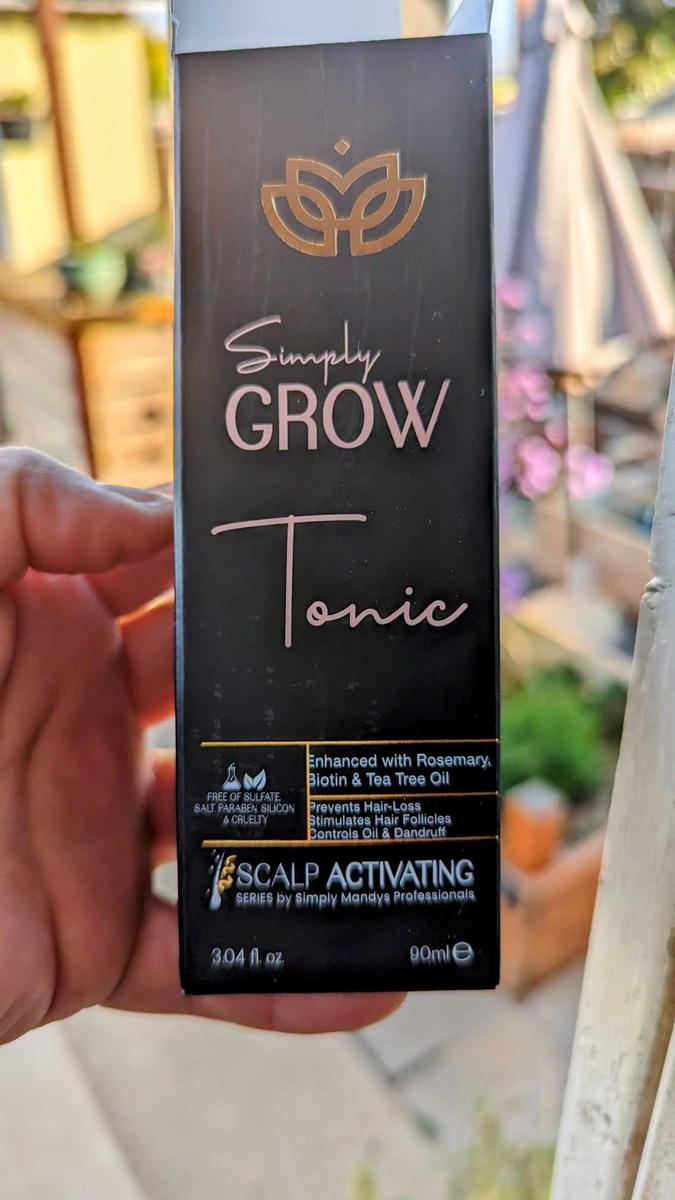 Simply
GROW
Tonic
Enhanced with Rosemary,
Biotin & Tea Tree Oil
FREE OF SULFATE,
SALT, PARABEN, SILICON
& CRUELTY
Prevents Hair-Loss
Stimulates Hair Follicles
Controls Oil & Dandruff
SCALP ACTIVATING
SERIES by Simply Mandys Professionals
3.04 fl. oz.
90ml ℮